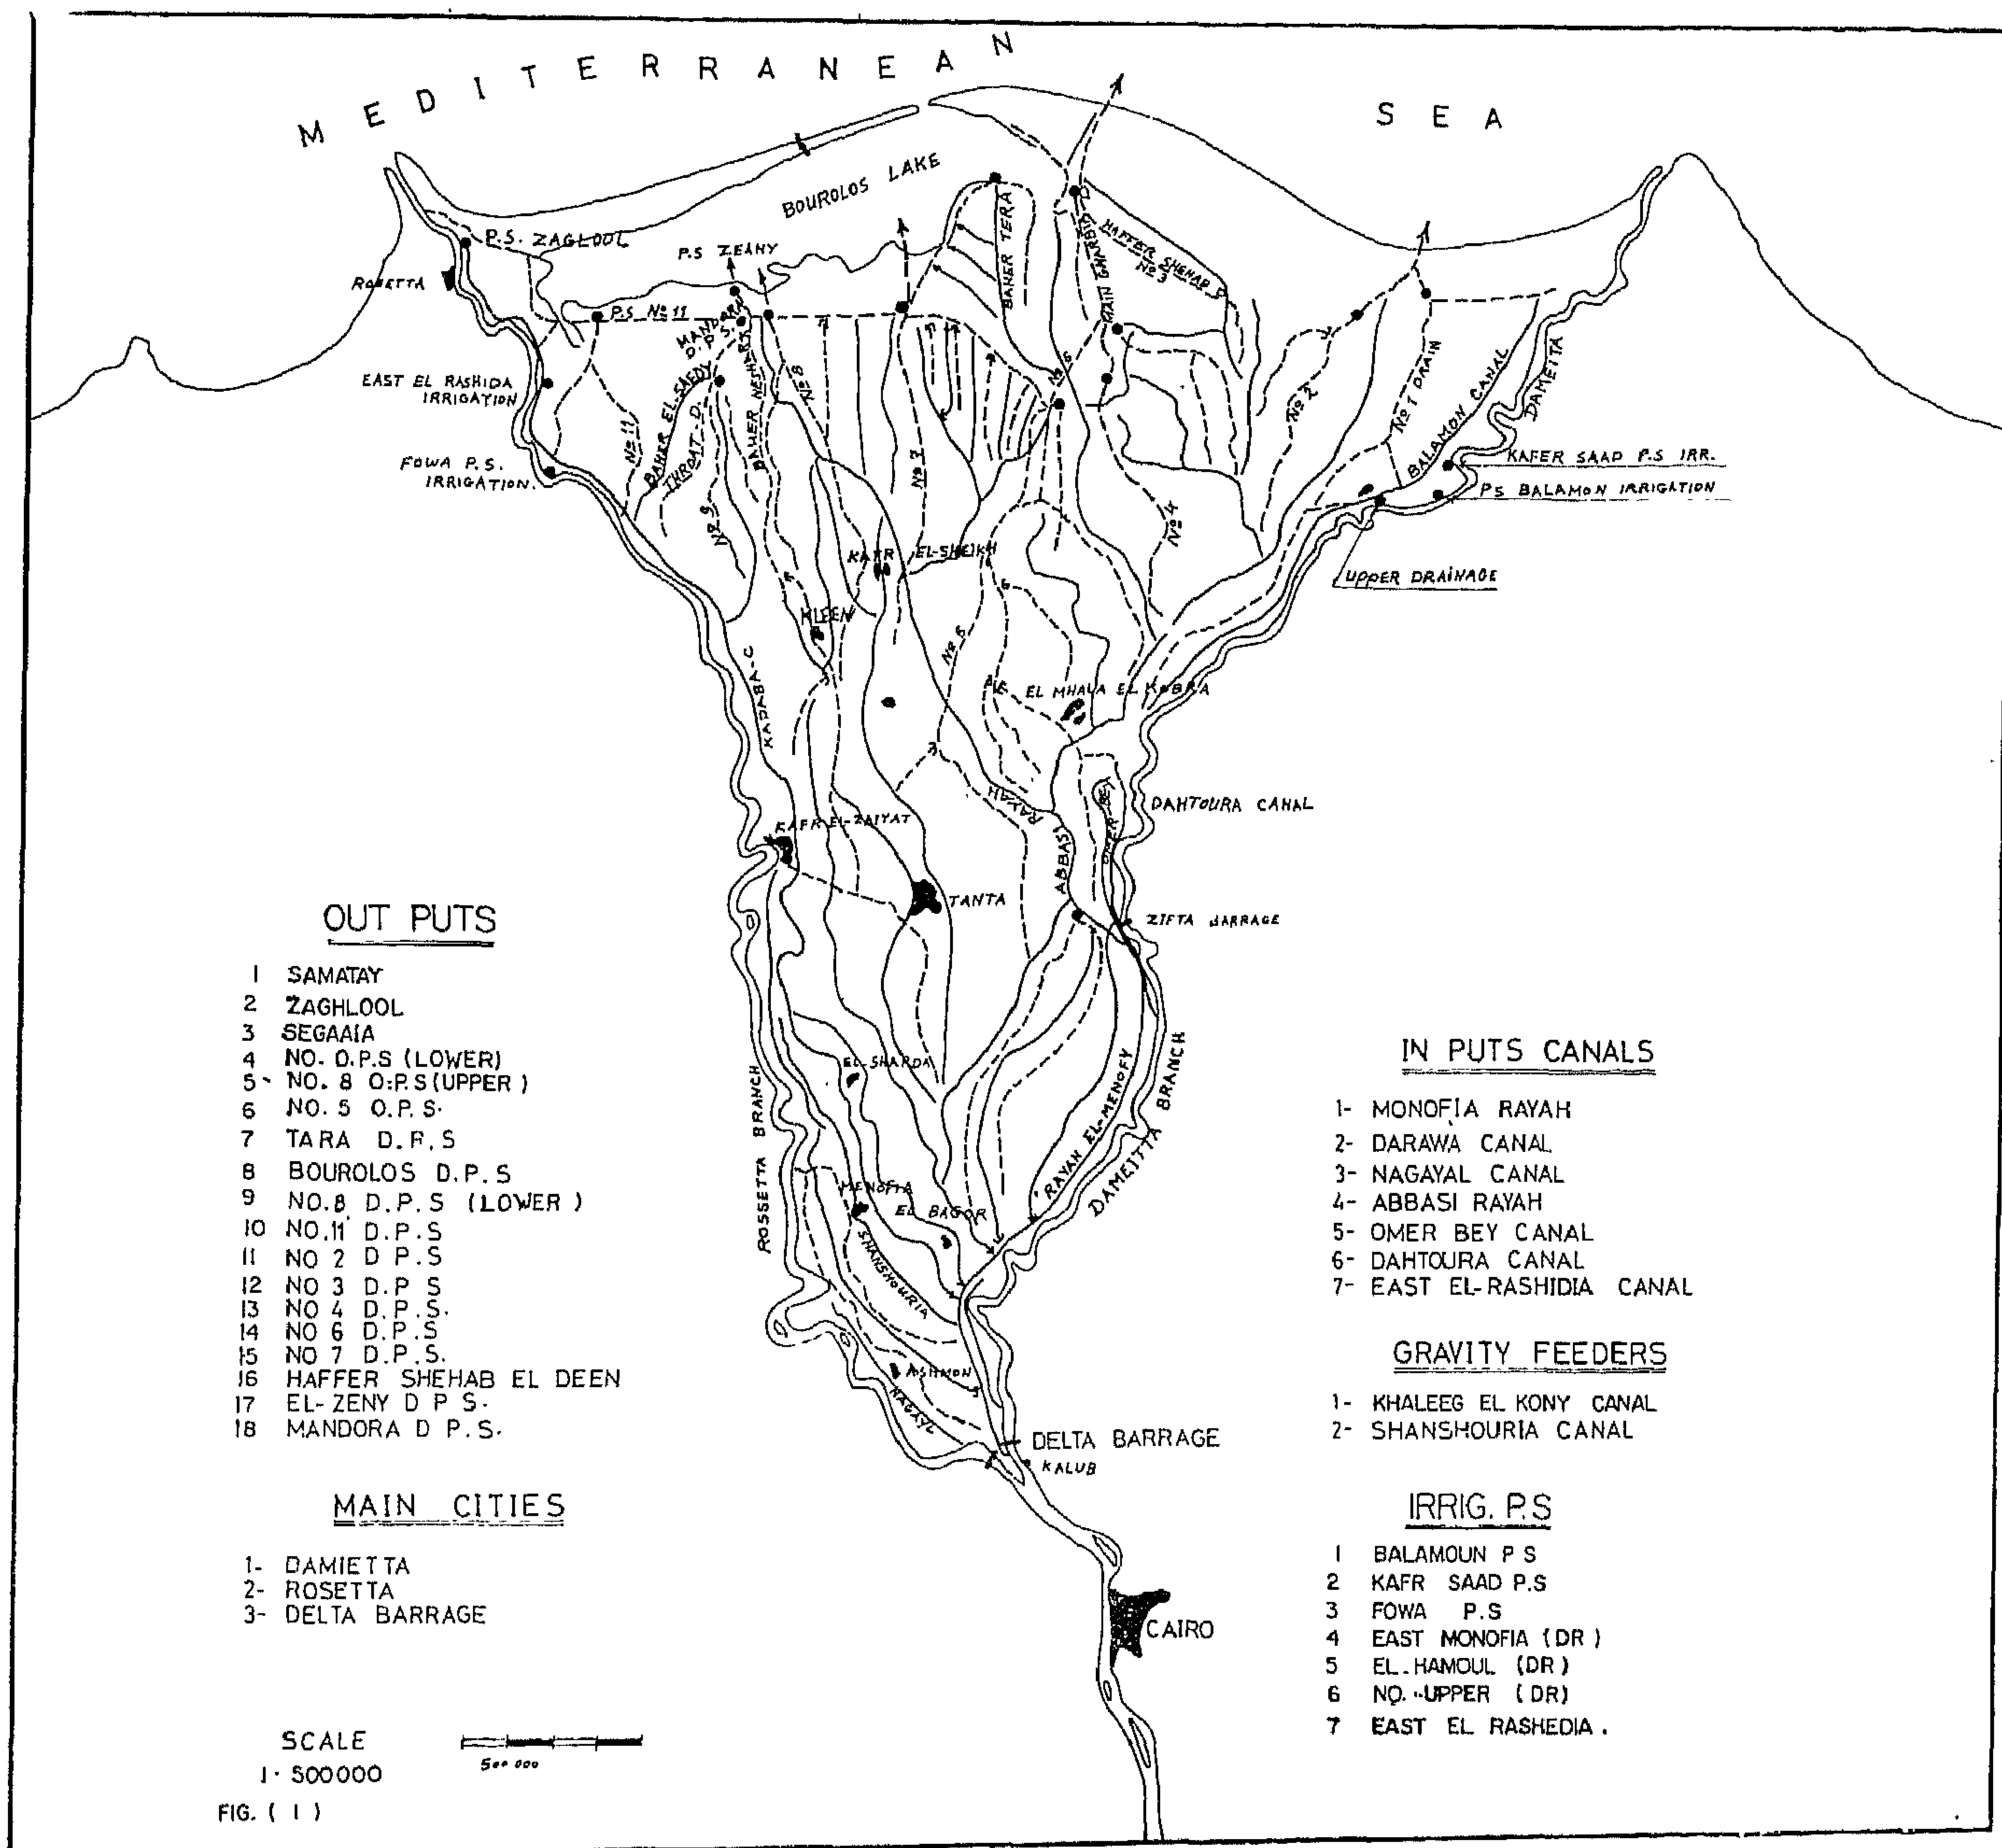 MEDITERRANEAN SEA
BOUROLOS LAKE
P.S. ZAGLOOL
P.S ZEANY
ROSETTA
P.S No 11
MANDORA
D.P.S.
BAHER TERA
MAIN GHARBIA D
HAFFER SHEHAB D
No 3
EAST EL RASHIDA
IRRIGATION
FOWA P.S.
IRRIGATION.
No 11
BAHER EL-SAEDY
THROAT-D.
No 9
No 8
No 7
No 2
No 1 DRAIN
BALAMON CANAL
DAMEITA
KAFER SAAD P.S IRR.
PS BALAMON IRRIGATION
UPPER DRAINAGE
No 4
KAFR EL-SHEIKH
KLEEN
No 6
KADABA-C
EL MHALA EL KOBRA
RAYAH
ABBASI
OMER BEY
DAHTOURA CANAL
KAFR EL-ZAIYAT
TANTA
ZIFTA BARRAGE
ROSSETTA BRANCH
EL-SHARDA
MENOFIA
EL BAGOR
SHANSHOURIA
RAYAH EL-MENOFY
DAMEITTA BRANCH
ASHMON
NAGAYIL
DELTA BARRAGE
KALUB
CAIRO
OUT PUTS
1 SAMATAY
2 ZAGHLOOL
3 SEGAAIA
4 NO. O.P.S (LOWER)
5- NO. 8 O.P.S (UPPER)
6 NO. 5 O.P.S.
7 TARA D.P.S
8 BOUROLOS D.P.S
9 NO.8 D.P.S (LOWER)
10 NO.11 D.P.S
11 NO 2 D P.S
12 NO 3 D.P S
13 NO 4 D.P.S.
14 NO 6 D.P.S
15 NO 7 D.P.S.
16 HAFFER SHEHAB EL DEEN
17 EL-ZENY D P S.
18 MANDORA D P.S.
MAIN CITIES
1- DAMIETTA
2- ROSETTA
3- DELTA BARRAGE
SCALE
1: 500000
500 000
FIG. ( 1 )
IN PUTS CANALS
1- MONOFIA RAYAH
2- DARAWA CANAL
3- NAGAYAL CANAL
4- ABBASI RAYAH
5- OMER BEY CANAL
6- DAHTOURA CANAL
7- EAST EL-RASHIDIA CANAL
GRAVITY FEEDERS
1- KHALEEG EL KONY CANAL
2- SHANSHOURIA CANAL
IRRIG. P.S
1 BALAMOUN P S
2 KAFR SAAD P.S
3 FOWA P.S
4 EAST MONOFIA (DR)
5 EL-HAMOUL (DR)
6 NO. UPPER (DR)
7 EAST EL RASHEDIA.